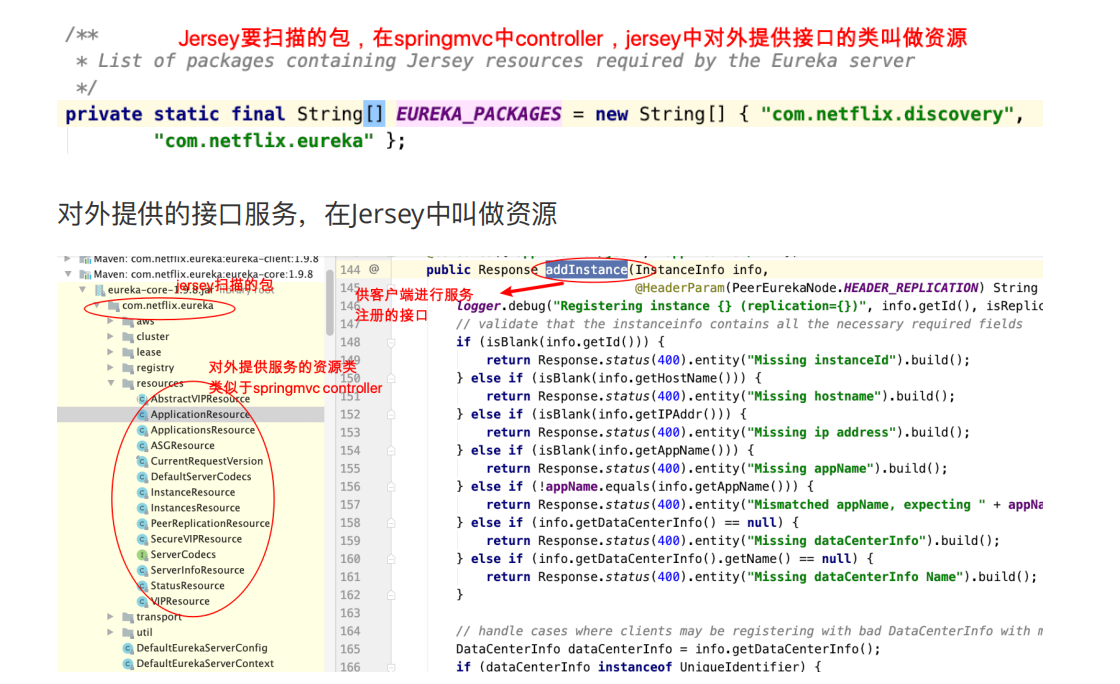 /**
Jersey要扫描的包，在springmvc中controller，jersey中对外提供接口的类叫做资源
* List of packages containing Jersey resources required by the Eureka server
*/
private static final String[] EUREKA_PACKAGES = new String[] { "com.netflix.discovery",
"com.netflix.eureka" };
对外提供的接口服务，在Jersey中叫做资源
Maven: com.netflix.eureka:eureka-client:1.9.8
Maven: com.netflix.eureka:eureka-core:1.9.8
eureka-core-1.9.8.jar library root
jersey扫描的包
com.netflix.eureka
aws
cluster
lease
registry
对外提供服务的资源类
类似于springmvc controller
resources
AbstractVIPResource
ApplicationResource
ApplicationsResource
ASGResource
CurrentRequestVersion
DefaultServerCodecs
InstanceResource
InstancesResource
PeerReplicationResource
SecureVIPResource
ServerCodecs
ServerInfoResource
StatusResource
VIPResource
transport
util
DefaultEurekaServerConfig
DefaultEurekaServerContext
供客户端进行服务
注册的接口
144 @ public Response addInstance(InstanceInfo info,
145 @HeaderParam(PeerEurekaNode.HEADER_REPLICATION) String
146 logger.debug("Registering instance {} (replication={})", info.getId(), isReplic
147 // validate that the instanceinfo contains all the necessary required fields
148 if (isBlank(info.getId())) {
149 return Response.status(400).entity("Missing instanceId").build();
150 } else if (isBlank(info.getHostName())) {
151 return Response.status(400).entity("Missing hostname").build();
152 } else if (isBlank(info.getIPAddr())) {
153 return Response.status(400).entity("Missing ip address").build();
154 } else if (isBlank(info.getAppName())) {
155 return Response.status(400).entity("Missing appName").build();
156 } else if (!appName.equals(info.getAppName())) {
157 return Response.status(400).entity("Mismatched appName, expecting " + appNa
158 } else if (info.getDataCenterInfo() == null) {
159 return Response.status(400).entity("Missing dataCenterInfo").build();
160 } else if (info.getDataCenterInfo().getName() == null) {
161 return Response.status(400).entity("Missing dataCenterInfo Name").build();
162 }
163
164 // handle cases where clients may be registering with bad DataCenterInfo with m
165 DataCenterInfo dataCenterInfo = info.getDataCenterInfo();
166 if (dataCenterInfo instanceof UniqueIdentifier) {